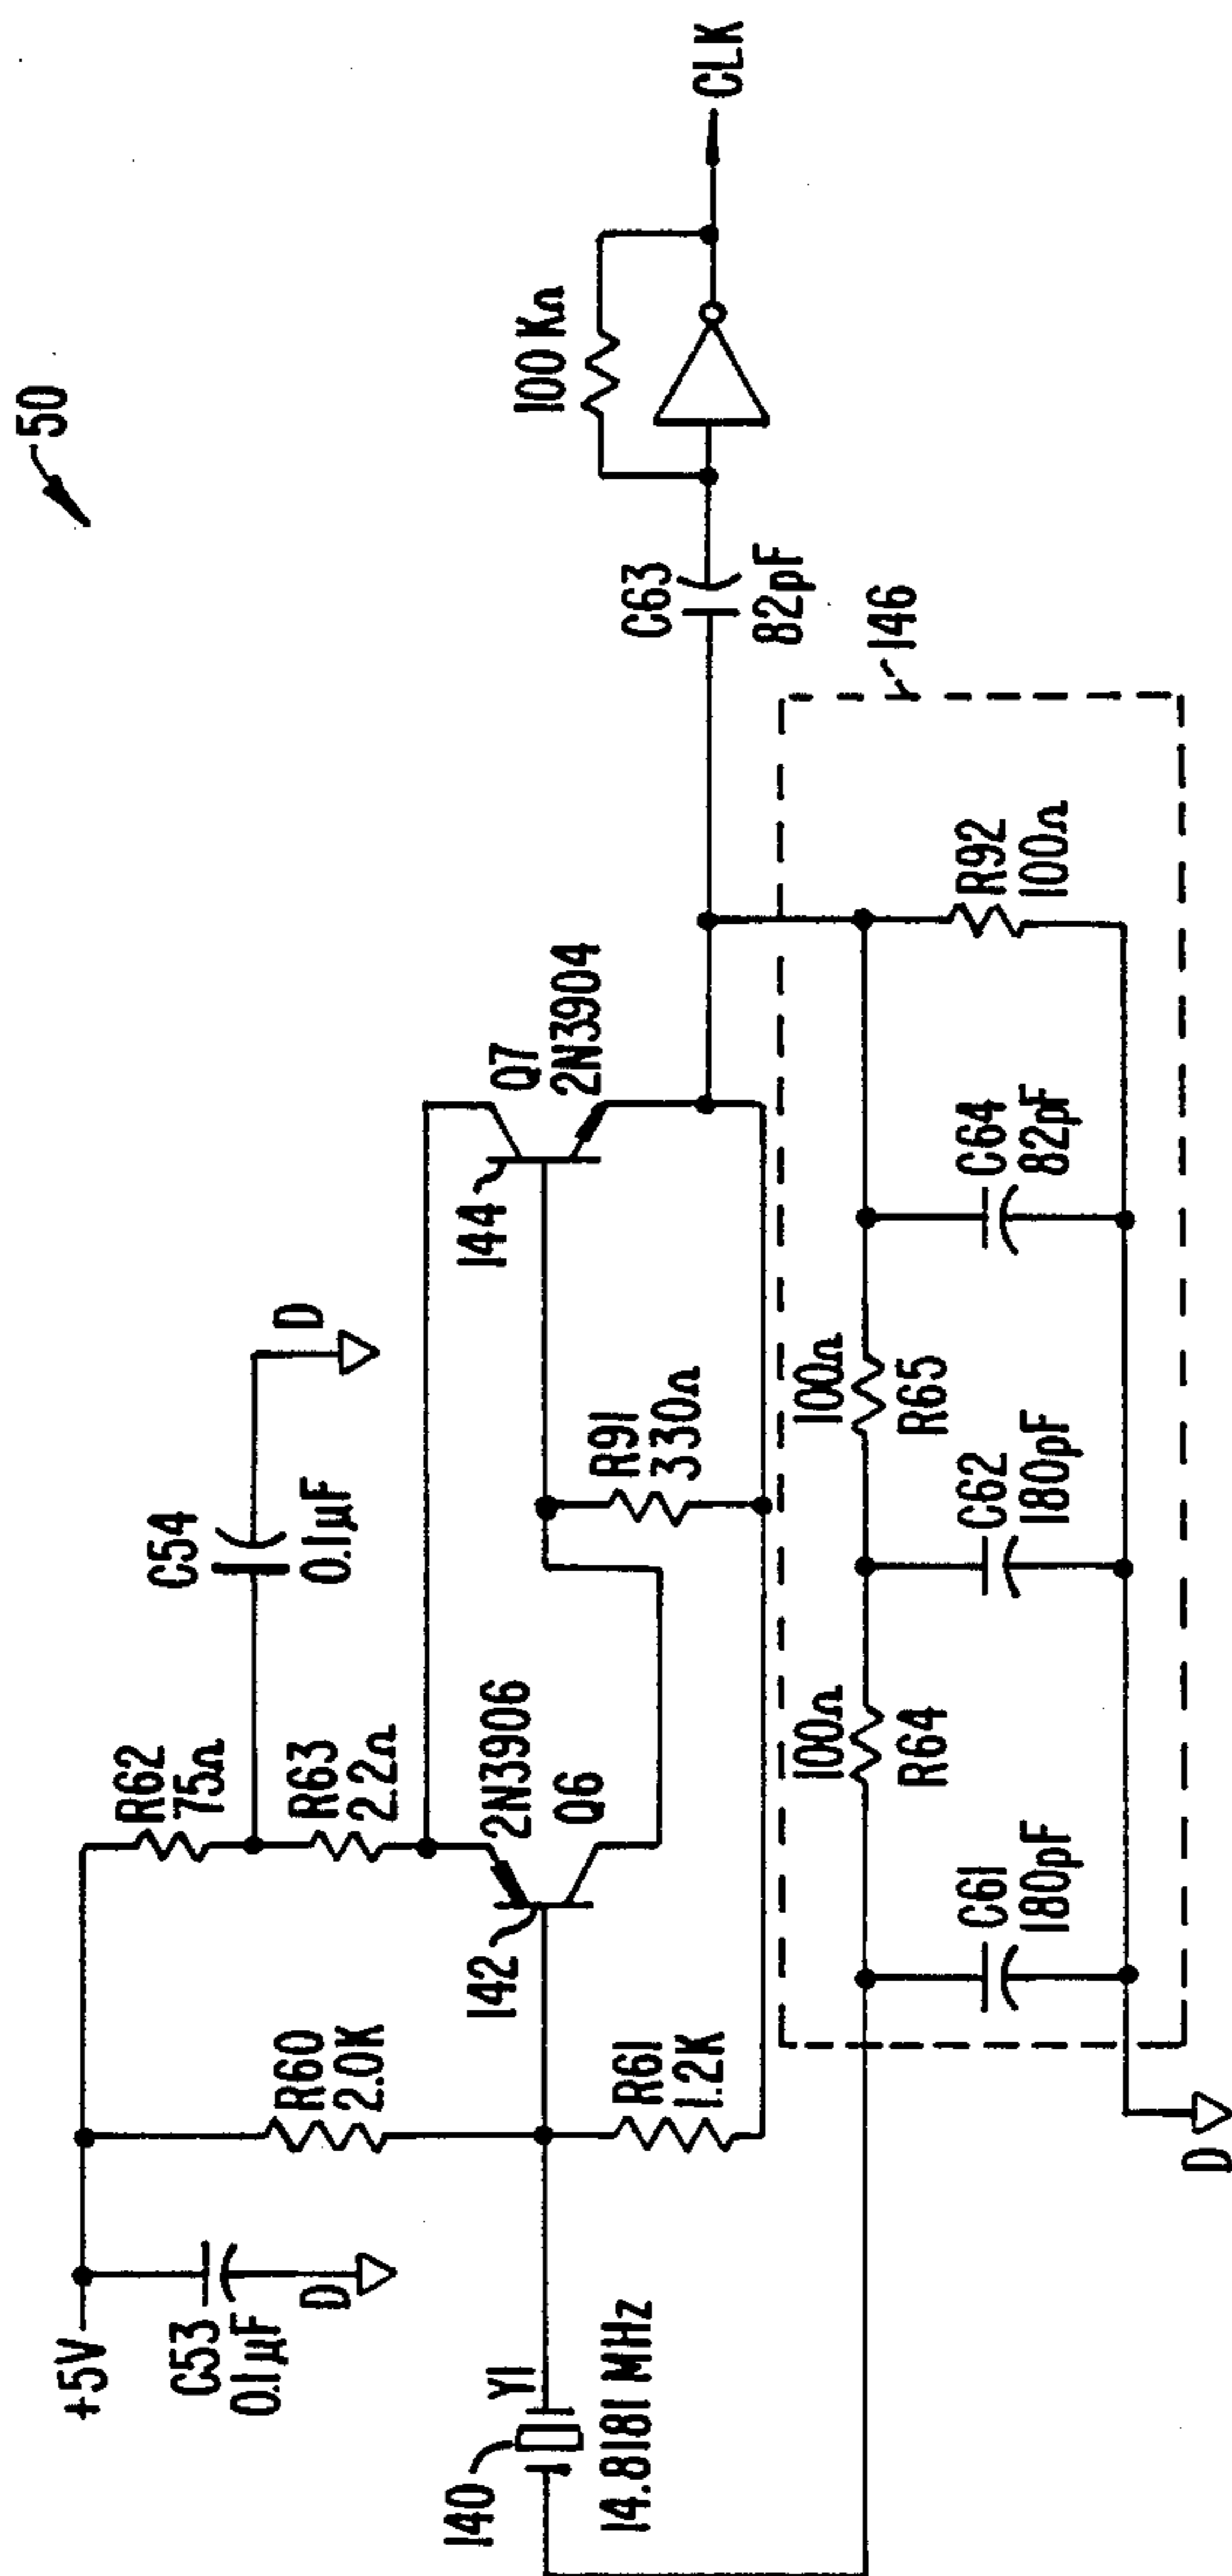 50
+5V
C53
0.1µF
D
R60
2.0K
R62
75Ω
R63
2.2Ω
C54
0.1µF
D
140
Y1
14.8181 MHz
142
2N3906
Q6
R61
1.2K
R91
330Ω
144
Q7
2N3904
C63
82pF
100 KΩ
CLK
146
C61
180pF
100Ω
R64
C62
180pF
100Ω
R65
C64
82pF
R92
100Ω
D